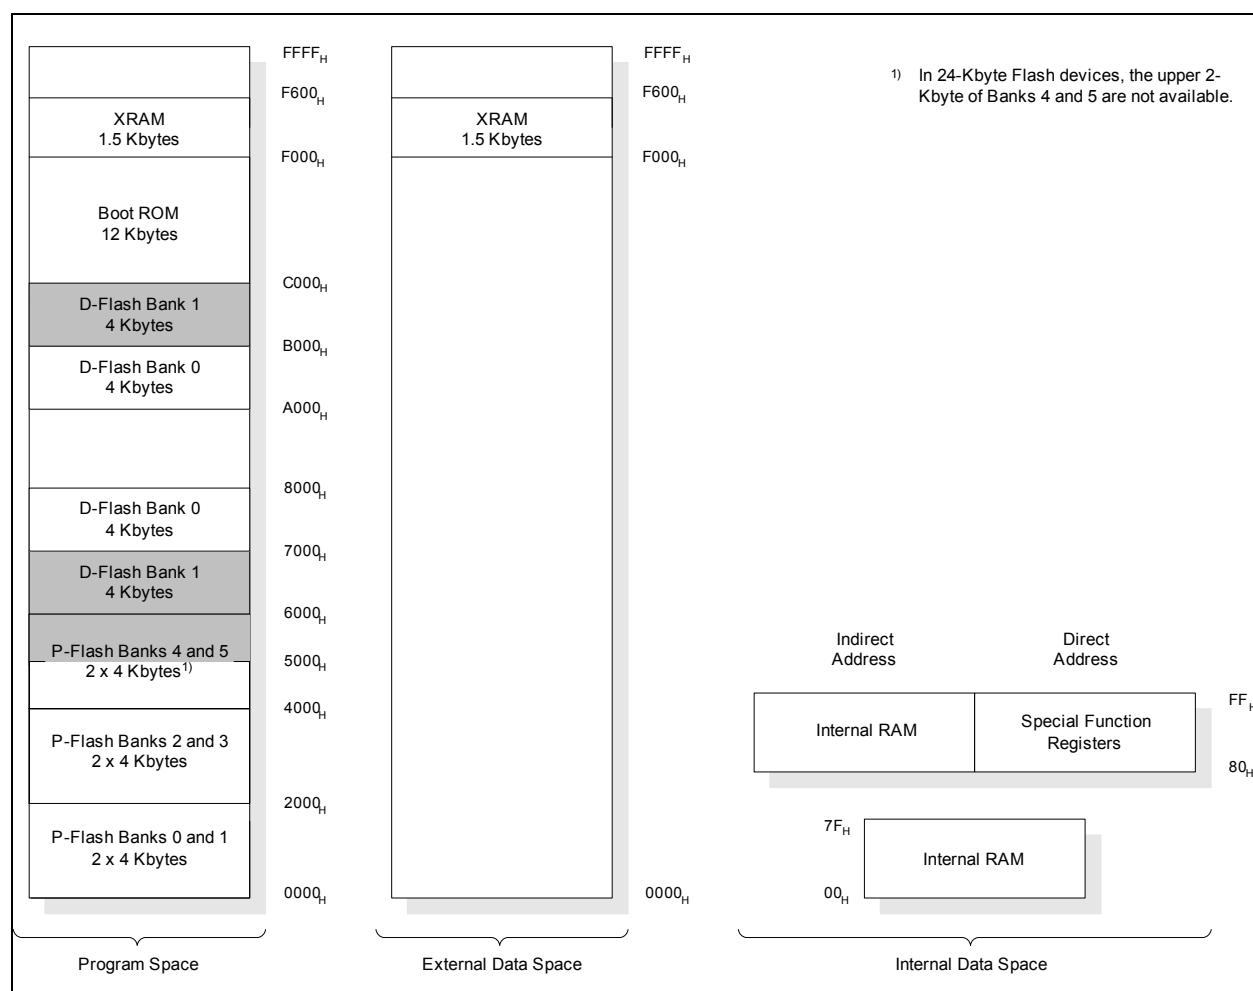 FFFFH
F600H
XRAM
1.5 Kbytes
F000H
Boot ROM
12 Kbytes
C000H
D-Flash Bank 1
4 Kbytes
B000H
D-Flash Bank 0
4 Kbytes
A000H
8000H
D-Flash Bank 0
4 Kbytes
7000H
D-Flash Bank 1
4 Kbytes
6000H
P-Flash Banks 4 and 5
2 x 4 Kbytes1)
5000H
4000H
P-Flash Banks 2 and 3
2 x 4 Kbytes
2000H
P-Flash Banks 0 and 1
2 x 4 Kbytes
0000H
Program Space
FFFFH
F600H
XRAM
1.5 Kbytes
F000H
0000H
External Data Space
1) In 24-Kbyte Flash devices, the upper 2-
Kbyte of Banks 4 and 5 are not available.
Indirect
Address
Direct
Address
Internal RAM
Special Function
Registers
FFH
80H
7FH
Internal RAM
00H
Internal Data Space